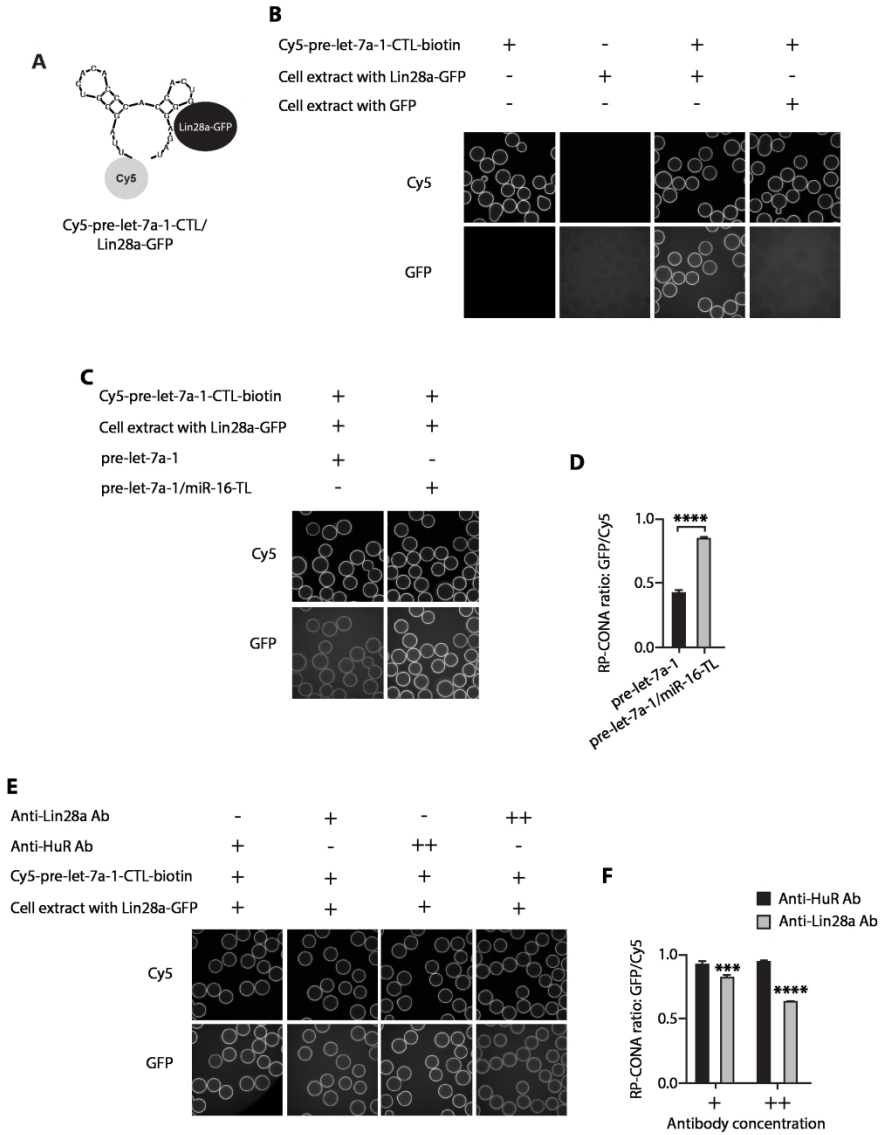 A
Lin28a-GFP
Cy5
Cy5-pre-let-7a-1-CTL/
Lin28a-GFP
B
Cy5-pre-let-7a-1-CTL-biotin + - + +
Cell extract with Lin28a-GFP - + + -
Cell extract with GFP - - - +
Cy5
GFP
C
Cy5-pre-let-7a-1-CTL-biotin + +
Cell extract with Lin28a-GFP + +
pre-let-7a-1 + -
pre-let-7a-1/miR-16-TL - +
Cy5
GFP
D
RP-CONA ratio: GFP/Cy5
1.0
0.5
0.0
****
pre-let-7a-1
pre-let-7a-1/miR-16-TL
E
Anti-Lin28a Ab - + - ++
Anti-HuR Ab + - ++ -
Cy5-pre-let-7a-1-CTL-biotin + + + +
Cell extract with Lin28a-GFP + + + +
Cy5
GFP
F
Anti-HuR Ab
Anti-Lin28a Ab
RP-CONA ratio: GFP/Cy5
1.0
0.5
0.0
***
****
+ ++
Antibody concentration